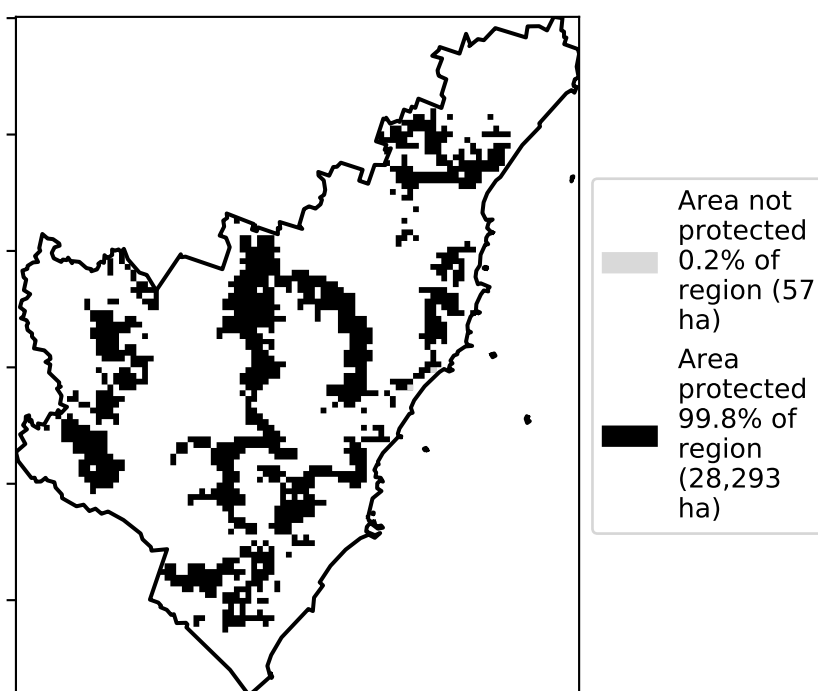 Area not
protected
0.2% of
region (57
ha)
Area
protected
99.8% of
region
(28,293
ha)